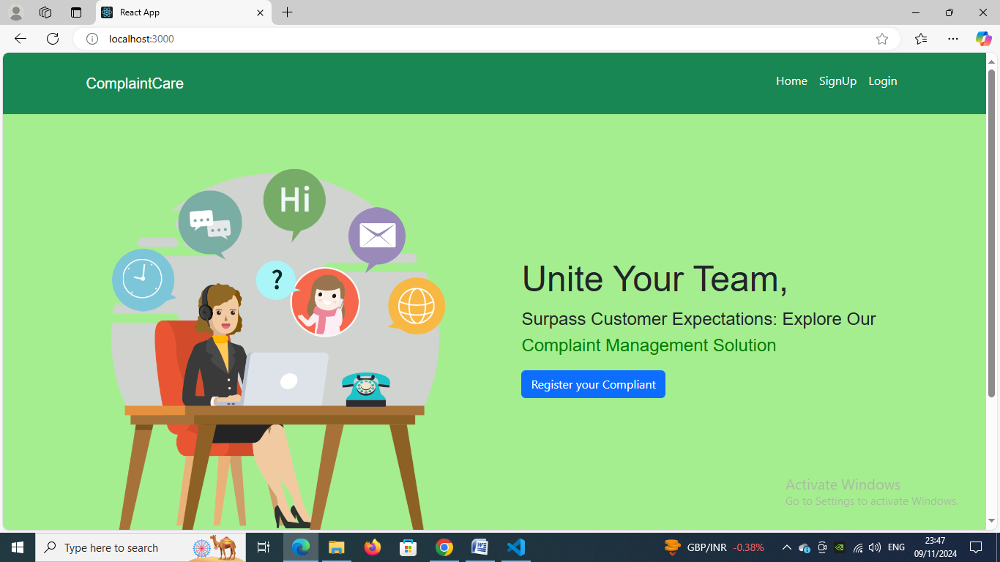 React App
localhost:3000
ComplaintCare
Home SignUp Login
Hi
?
Unite Your Team,
Surpass Customer Expectations: Explore Our
Complaint Management Solution
Register your Compliant
Activate Windows
Go to Settings to activate Windows.
Type here to search
GBP/INR -0.38%
ENG
23:47
09/11/2024